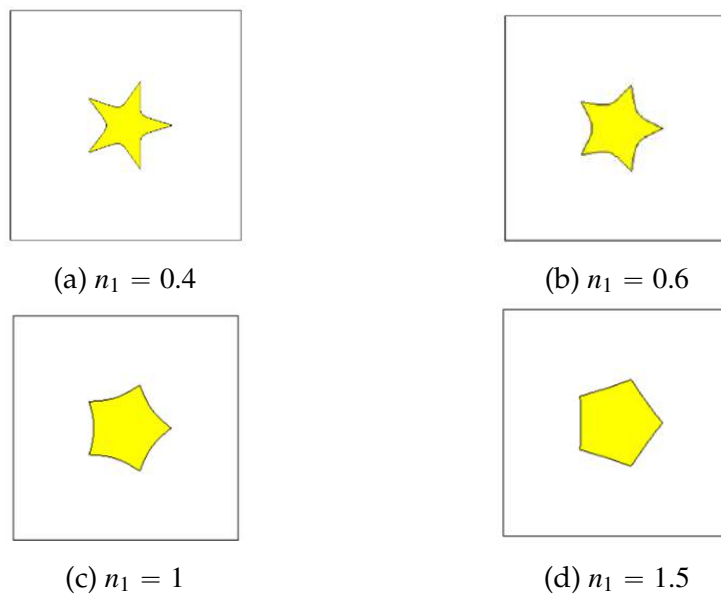 (a) n₁ = 0.4
(b) n₁ = 0.6
(c) n₁ = 1
(d) n₁ = 1.5